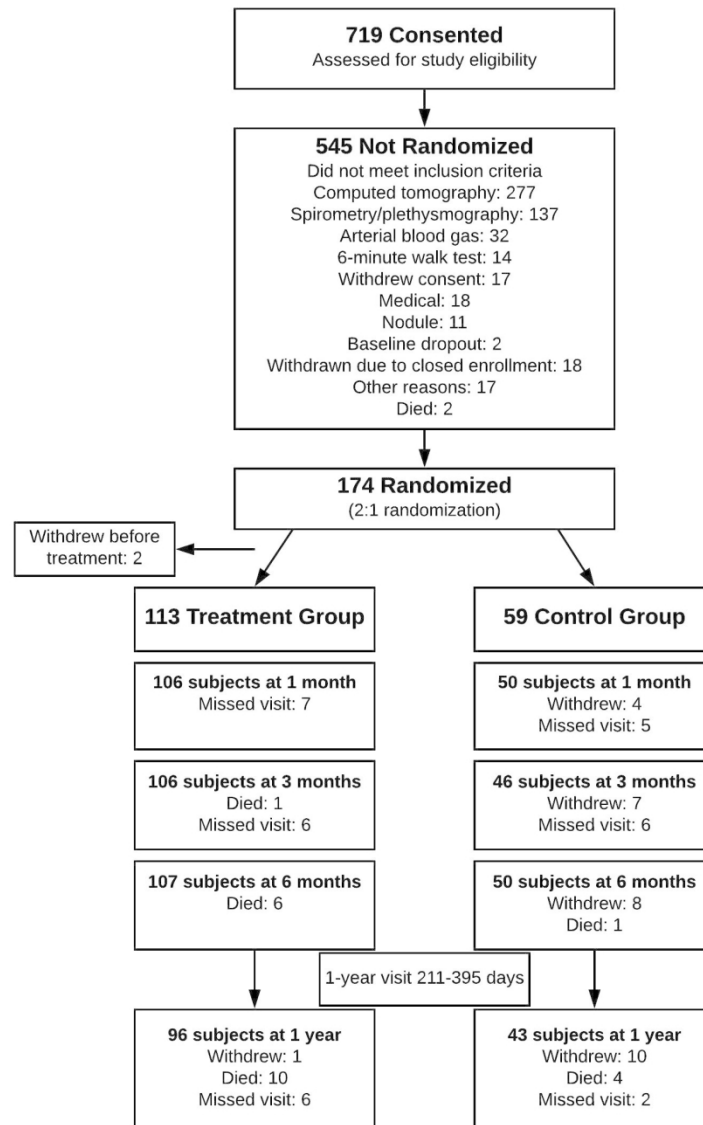 719 Consented
Assessed for study eligibility
545 Not Randomized
Did not meet inclusion criteria
Computed tomography: 277
Spirometry/plethysmography: 137
Arterial blood gas: 32
6-minute walk test: 14
Withdrew consent: 17
Medical: 18
Nodule: 11
Baseline dropout: 2
Withdrawn due to closed enrollment: 18
Other reasons: 17
Died: 2
174 Randomized
(2:1 randomization)
Withdrew before
treatment: 2
113 Treatment Group
59 Control Group
106 subjects at 1 month
Missed visit: 7
50 subjects at 1 month
Withdrew: 4
Missed visit: 5
106 subjects at 3 months
Died: 1
Missed visit: 6
46 subjects at 3 months
Withdrew: 7
Missed visit: 6
107 subjects at 6 months
Died: 6
50 subjects at 6 months
Withdrew: 8
Died: 1
1-year visit 211-395 days
96 subjects at 1 year
Withdrew: 1
Died: 10
Missed visit: 6
43 subjects at 1 year
Withdrew: 10
Died: 4
Missed visit: 2